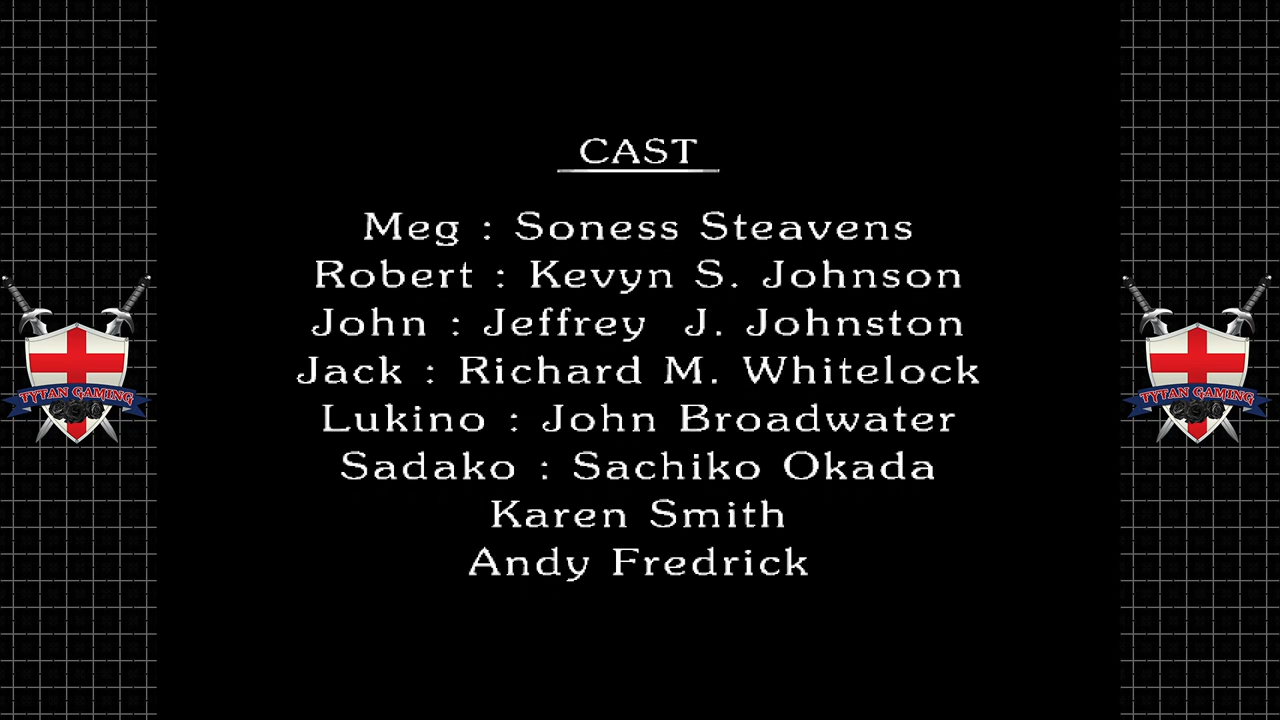 CAST
Meg : Soness Steavens
Robert : Kevyn S. Johnson
John : Jeffrey J. Johnston
Jack : Richard M. Whitelock
Lukino : John Broadwater
Sadako : Sachiko Okada
Karen Smith
Andy Fredrick
TYTAN GAMING
TYTAN GAMING